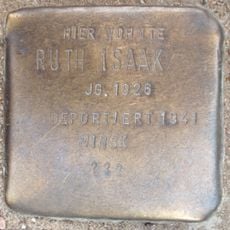 HIER WOHNTE
RUTH ISAAK
JG. 1926
DEPORTIERT 1941
MINSK
???